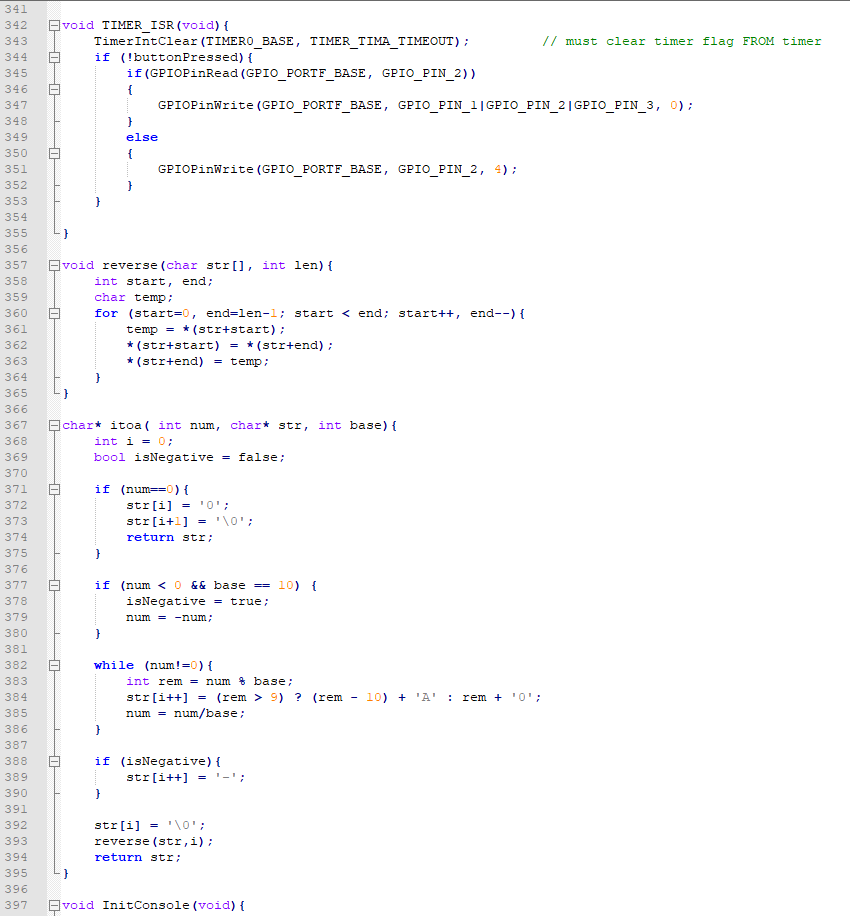 341
342 void TIMER_ISR(void){
343     TimerIntClear(TIMER0_BASE, TIMER_TIMA_TIMEOUT);         // must clear timer flag FROM timer
344     if (!buttonPressed){
345         if(GPIOPinRead(GPIO_PORTF_BASE, GPIO_PIN_2))
346         {
347             GPIOPinWrite(GPIO_PORTF_BASE, GPIO_PIN_1|GPIO_PIN_2|GPIO_PIN_3, 0);
348         }
349         else
350         {
351             GPIOPinWrite(GPIO_PORTF_BASE, GPIO_PIN_2, 4);
352         }
353     }
354
355 }
356
357 void reverse(char str[], int len){
358     int start, end;
359     char temp;
360     for (start=0, end=len-1; start < end; start++, end--){
361         temp = *(str+start);
362         *(str+start) = *(str+end);
363         *(str+end) = temp;
364     }
365 }
366
367 char* itoa( int num, char* str, int base){
368     int i = 0;
369     bool isNegative = false;
370
371     if (num==0){
372         str[i] = '0';
373         str[i+1] = '\0';
374         return str;
375     }
376
377     if (num < 0 && base == 10) {
378         isNegative = true;
379         num = -num;
380     }
381
382     while (num!=0){
383         int rem = num % base;
384         str[i++] = (rem > 9) ? (rem - 10) + 'A' : rem + '0';
385         num = num/base;
386     }
387
388     if (isNegative){
389         str[i++] = '-';
390     }
391
392     str[i] = '\0';
393     reverse(str,i);
394     return str;
395 }
396
397 void InitConsole(void){